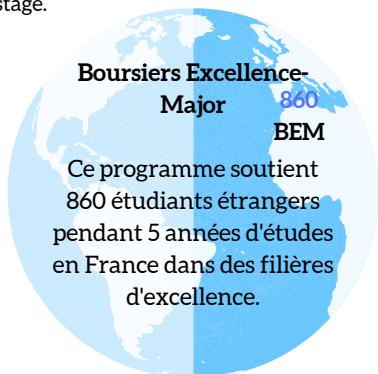 stage.
Boursiers Excellence-
Major
860
BEM
Ce programme soutient
860 étudiants étrangers
pendant 5 années d'études
en France dans des filières
d'excellence.